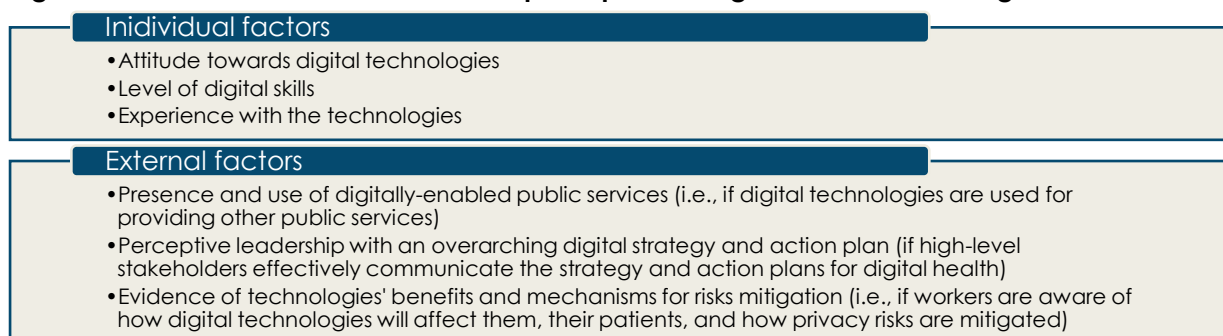 Inidividual factors
•Attitude towards digital technologies
•Level of digital skills
•Experience with the technologies
External factors
•Presence and use of digitally-enabled public services (i.e., if digital technologies are used for
providing other public services)
•Perceptive leadership with an overarching digital strategy and action plan (if high-level
stakeholders effectively communicate the strategy and action plans for digital health)
•Evidence of technologies' benefits and mechanisms for risks mitigation (i.e., if workers are aware of
how digital technologies will affect them, their patients, and how privacy risks are mitigated)